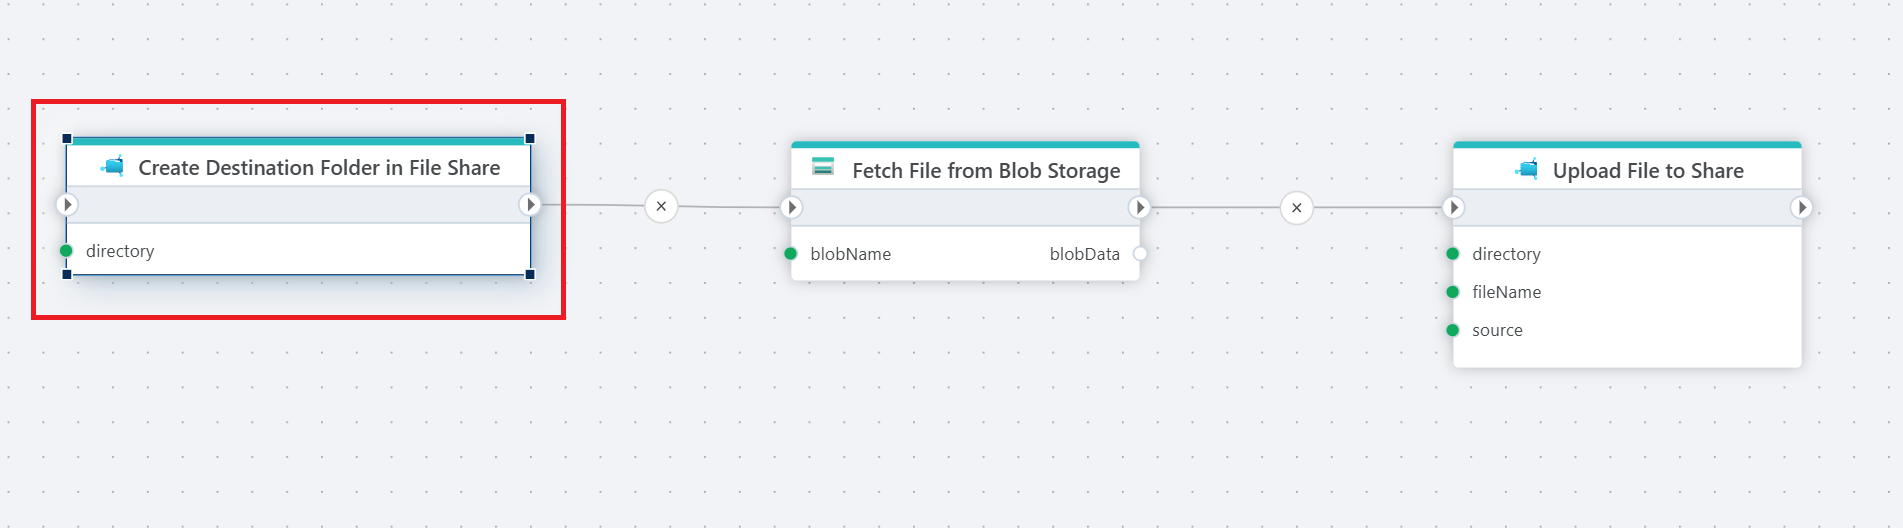 Create Destination Folder in File Share
directory
Fetch File from Blob Storage
blobName
blobData
Upload File to Share
directory
fileName
source